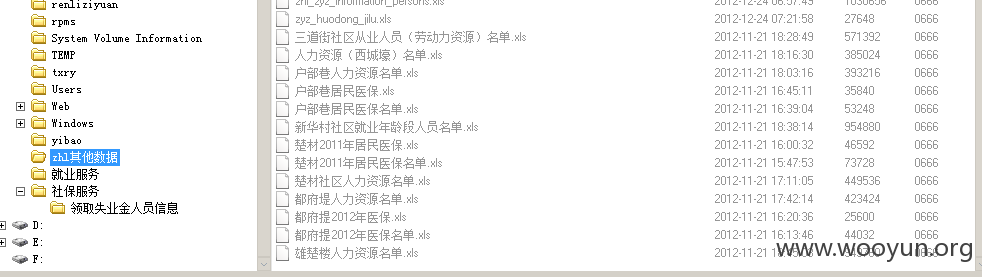 renliziyuan
rpms
System Volume Information
TEMP
txry
Users
Web
Windows
yibao
zhl其他数据
就业服务
社保服务
领取失业金人员信息
D:
E:
F:
zhl_zyz_information_persons.xls 2012-12-24 06:57:49 1030656 0666
zyz_huodong_jilu.xls 2012-12-24 07:21:58 27648 0666
三道街社区从业人员（劳动力资源）名单.xls 2012-11-21 18:28:49 571392 0666
人力资源（西城壕）名单.xls 2012-11-21 18:16:30 385024 0666
户部巷人力资源名单.xls 2012-11-21 18:03:16 393216 0666
户部巷居民医保.xls 2012-11-21 16:45:11 35840 0666
户部巷居民医保名单.xls 2012-11-21 16:39:04 53248 0666
新华村社区就业年龄段人员名单.xls 2012-11-21 18:38:14 954880 0666
楚材2011年居民医保.xls 2012-11-21 16:00:32 46592 0666
楚材2011年居民医保名单.xls 2012-11-21 15:47:53 73728 0666
楚材社区人力资源名单.xls 2012-11-21 17:11:05 449536 0666
都府提人力资源名单.xls 2012-11-21 17:42:14 423424 0666
都府提2012年医保.xls 2012-11-21 16:20:36 25600 0666
都府提2012年医保名单.xls 2012-11-21 16:13:46 44032 0666
雄楚楼人力资源名单.xls 2012-11-21 0666
www.wooyun.org